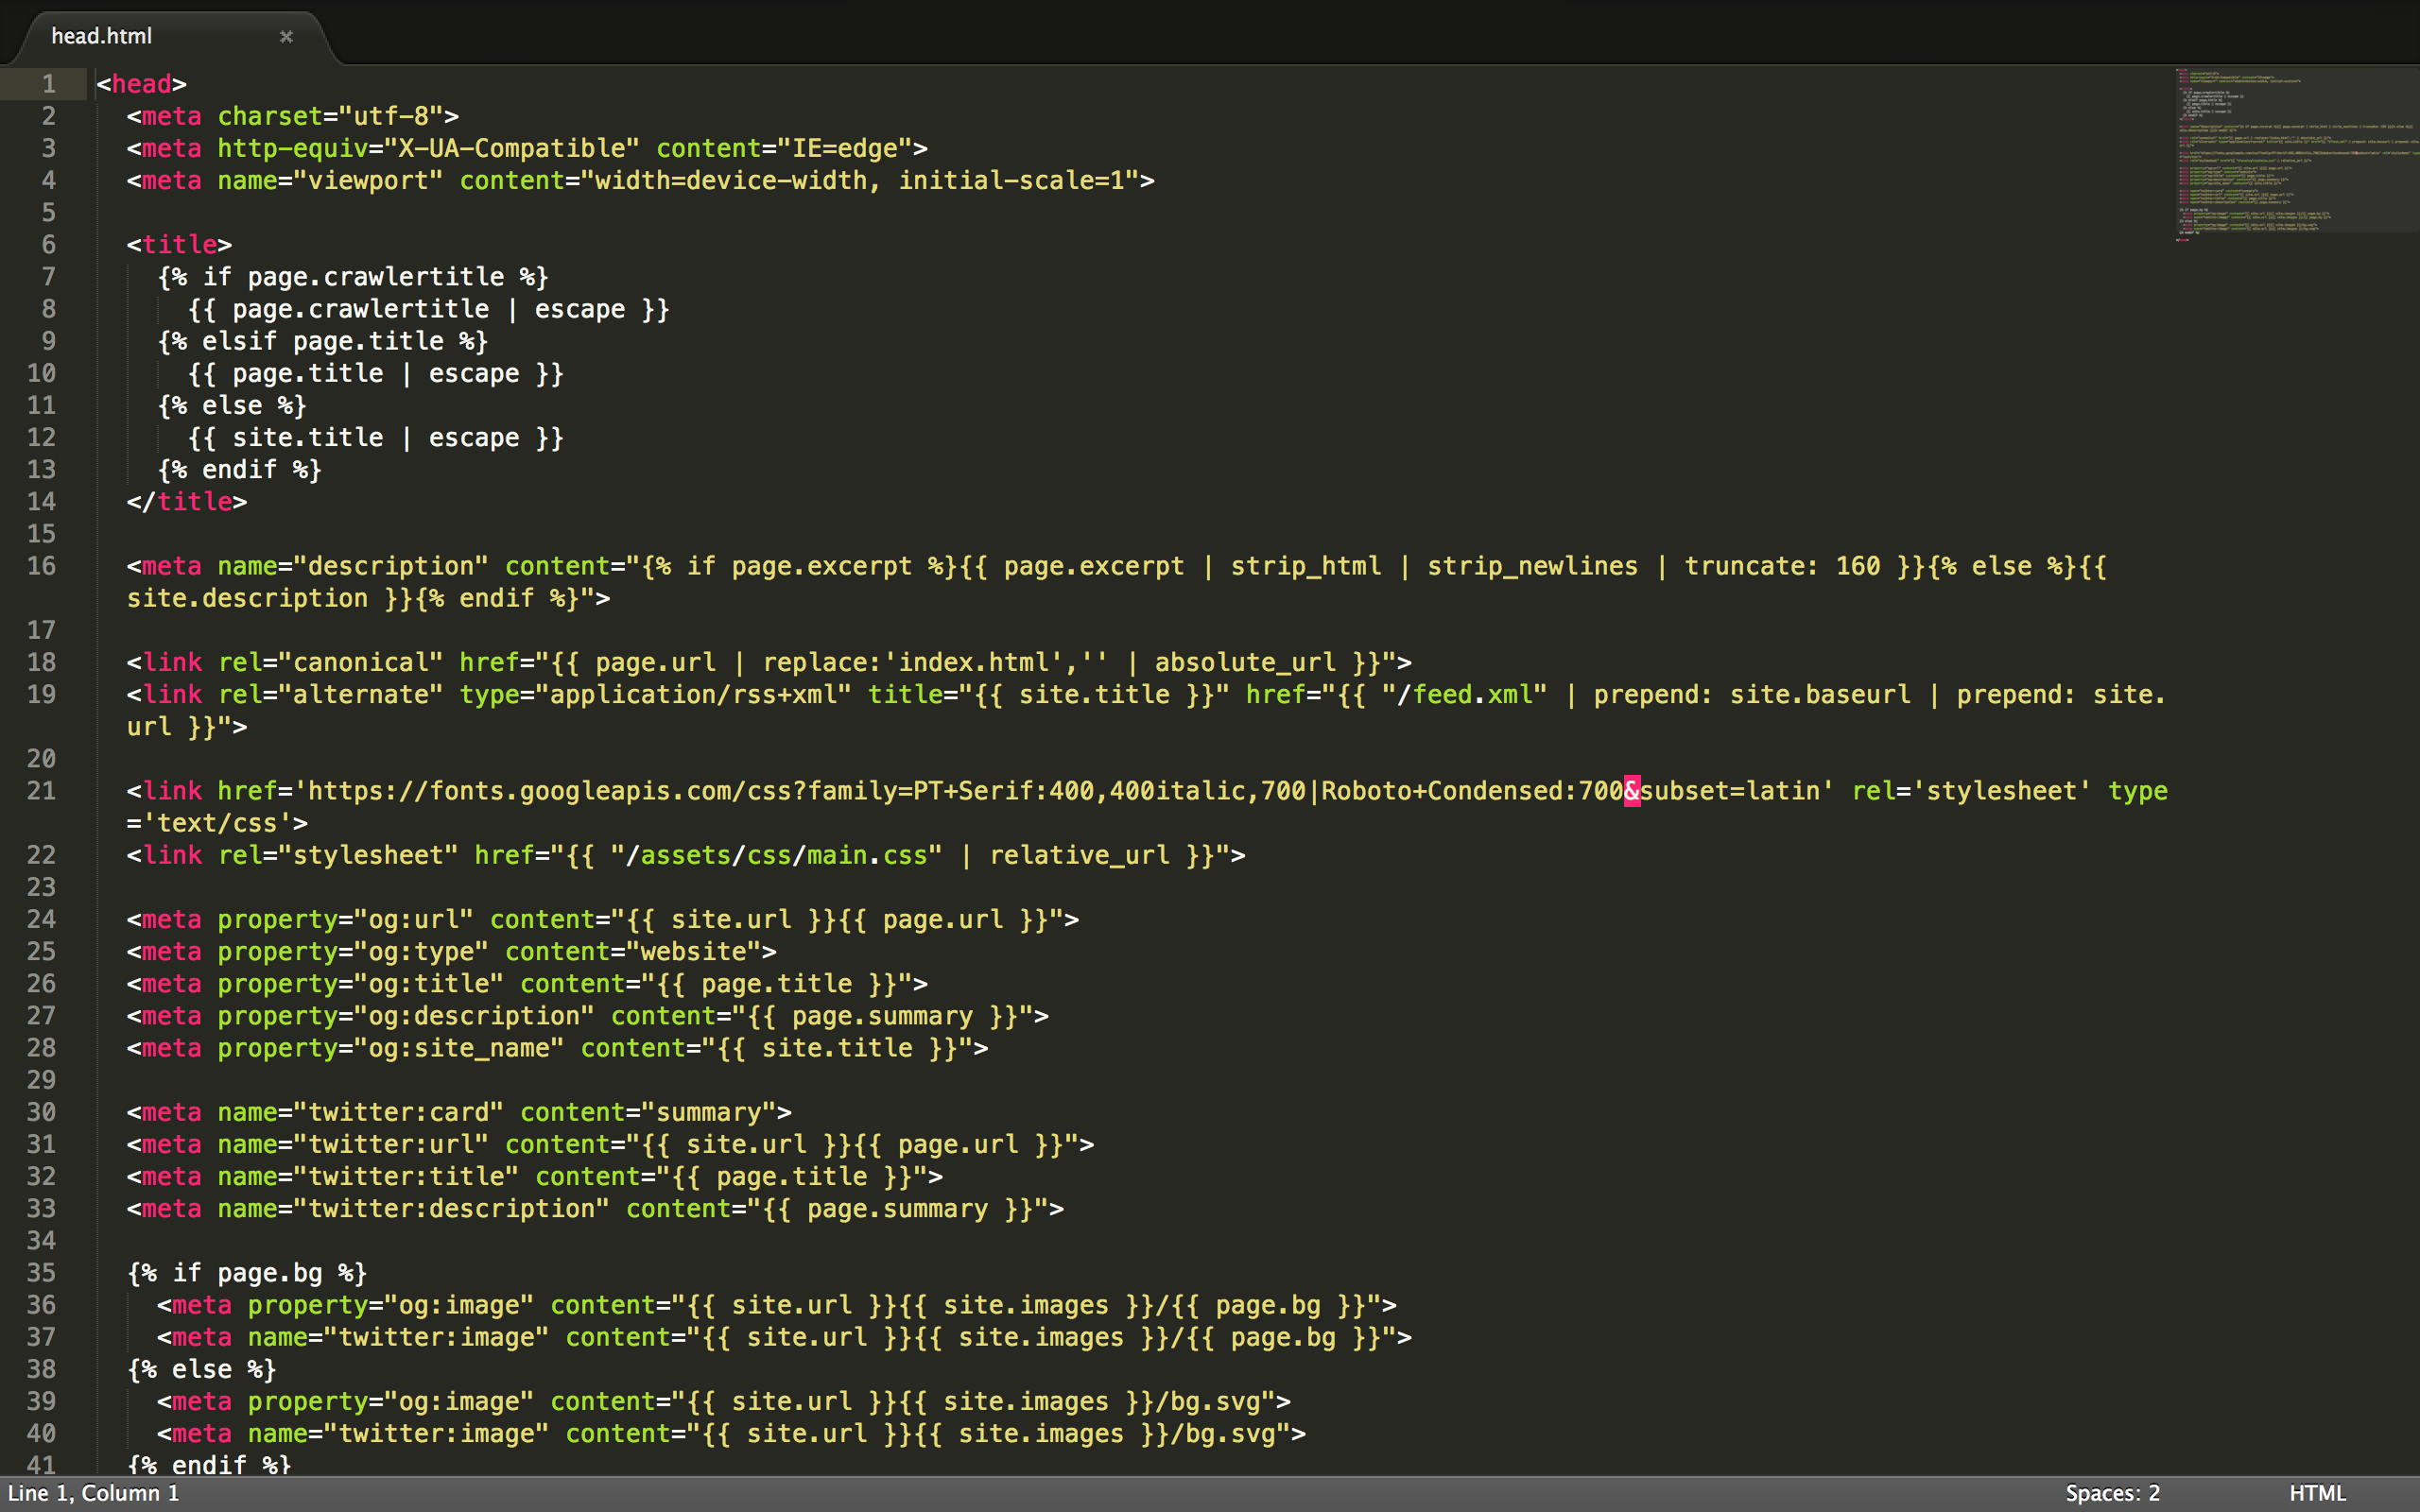 head.html
1 <head>
2   <meta charset="utf-8">
3   <meta http-equiv="X-UA-Compatible" content="IE=edge">
4   <meta name="viewport" content="width=device-width, initial-scale=1">
5
6   <title>
7     {% if page.crawlertitle %}
8       {{ page.crawlertitle | escape }}
9     {% elsif page.title %}
10       {{ page.title | escape }}
11     {% else %}
12       {{ site.title | escape }}
13     {% endif %}
14   </title>
15
16   <meta name="description" content="{% if page.excerpt %}{{ page.excerpt | strip_html | strip_newlines | truncate: 160 }}{% else %}{{
site.description }}{% endif %}">
17
18   <link rel="canonical" href="{{ page.url | replace:'index.html','' | absolute_url }}">
19   <link rel="alternate" type="application/rss+xml" title="{{ site.title }}" href="{{ "/feed.xml" | prepend: site.baseurl | prepend: site.
url }}">
20
21   <link href='https://fonts.googleapis.com/css?family=PT+Serif:400,400italic,700|Roboto+Condensed:700&subset=latin' rel='stylesheet' type
='text/css'>
22   <link rel="stylesheet" href="{{ "/assets/css/main.css" | relative_url }}">
23
24   <meta property="og:url" content="{{ site.url }}{{ page.url }}">
25   <meta property="og:type" content="website">
26   <meta property="og:title" content="{{ page.title }}">
27   <meta property="og:description" content="{{ page.summary }}">
28   <meta property="og:site_name" content="{{ site.title }}">
29
30   <meta name="twitter:card" content="summary">
31   <meta name="twitter:url" content="{{ site.url }}{{ page.url }}">
32   <meta name="twitter:title" content="{{ page.title }}">
33   <meta name="twitter:description" content="{{ page.summary }}">
34
35   {% if page.bg %}
36     <meta property="og:image" content="{{ site.url }}{{ site.images }}/{{ page.bg }}">
37     <meta name="twitter:image" content="{{ site.url }}{{ site.images }}/{{ page.bg }}">
38   {% else %}
39     <meta property="og:image" content="{{ site.url }}{{ site.images }}/bg.svg">
40     <meta name="twitter:image" content="{{ site.url }}{{ site.images }}/bg.svg">
41   {% endif %}
Line 1, Column 1 Spaces: 2 HTML